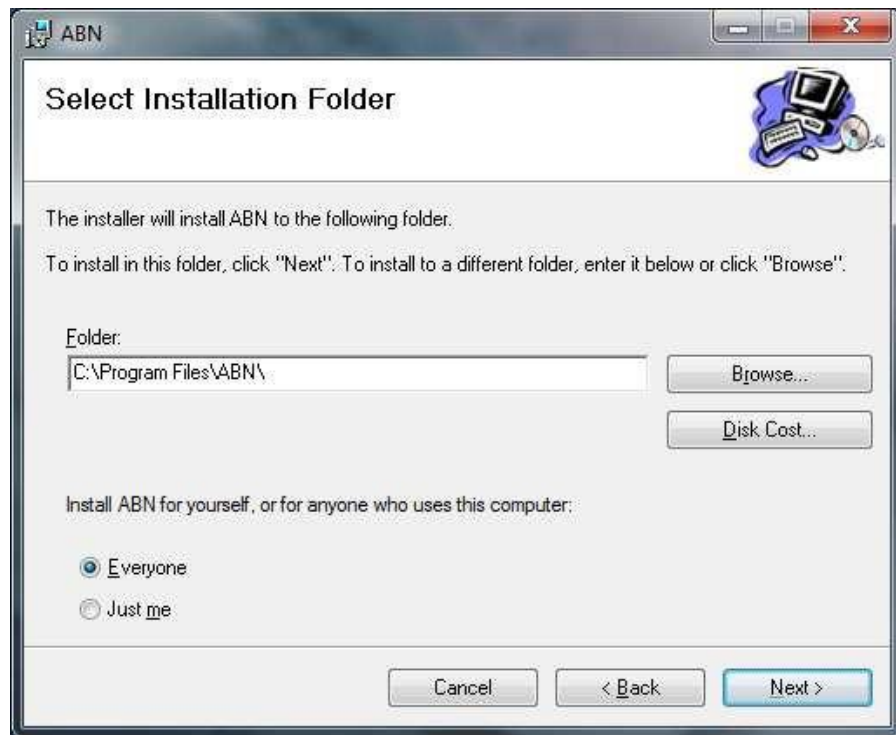 ABN
Select Installation Folder
The installer will install ABN to the following folder.
To install in this folder, click "Next". To install to a different folder, enter it below or click "Browse".
Folder:
C:\Program Files\ABN\
Browse...
Disk Cost...
Install ABN for yourself, or for anyone who uses this computer:
Everyone
Just me
Cancel
< Back
Next >